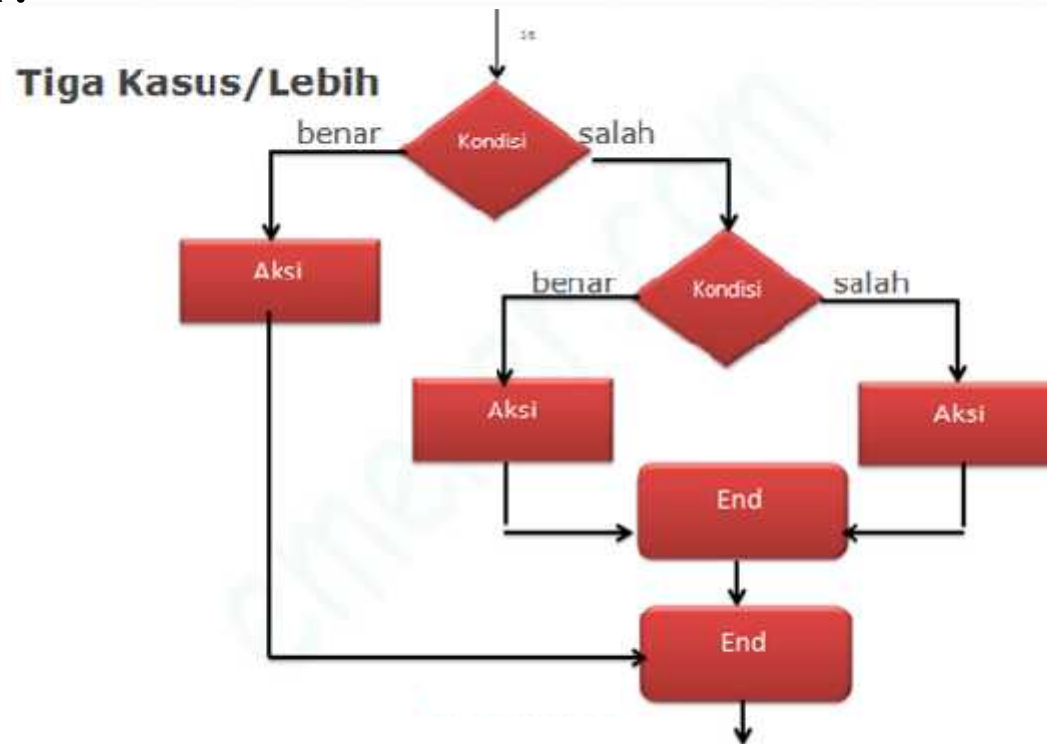 Tiga Kasus/Lebih
benar
Kondisi
salah
Aksi
benar
Kondisi
salah
Aksi
Aksi
End
End